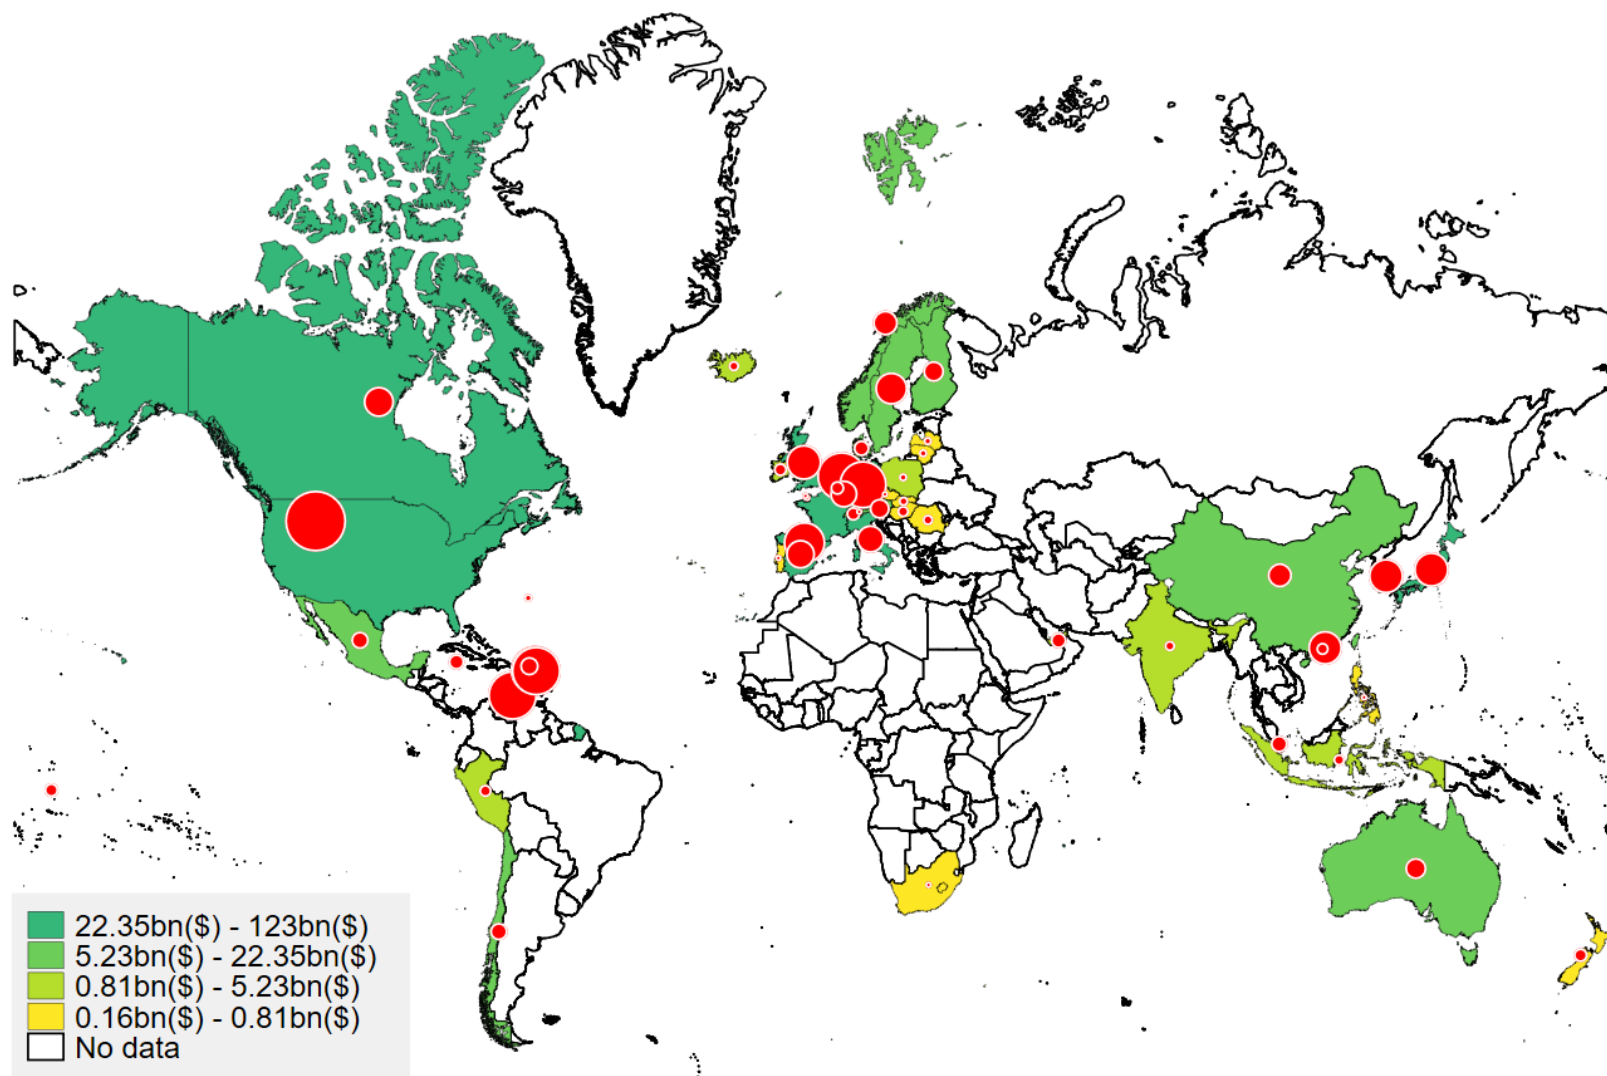 22.35bn($) - 123bn($)
5.23bn($) - 22.35bn($)
0.81bn($) - 5.23bn($)
0.16bn($) - 0.81bn($)
No data